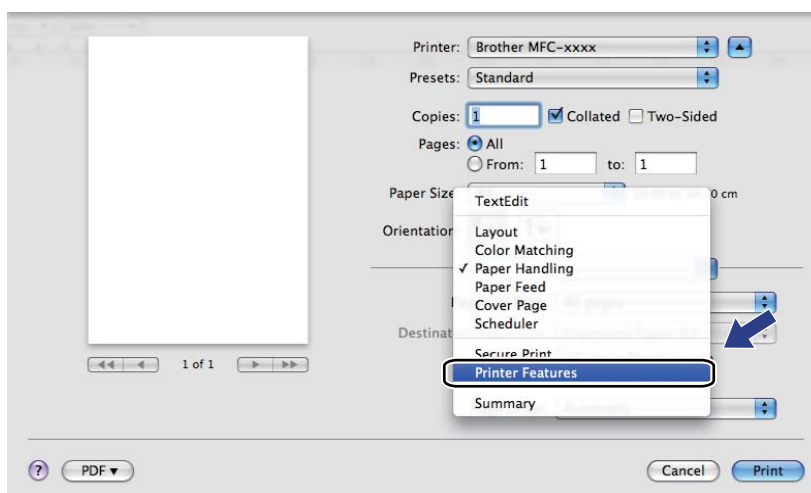 Printer: Brother MFC-xxxx
Presets: Standard
Copies: 1 Collated Two-Sided
Pages: All
From: 1 to: 1
Paper Size
0 cm
Orientation
TextEdit
Layout
Color Matching
✓ Paper Handling
Paper Feed
Cover Page
Scheduler
Destinat
Secure Print
Printer Features
Summary
1 of 1
? PDF▼ Cancel Print